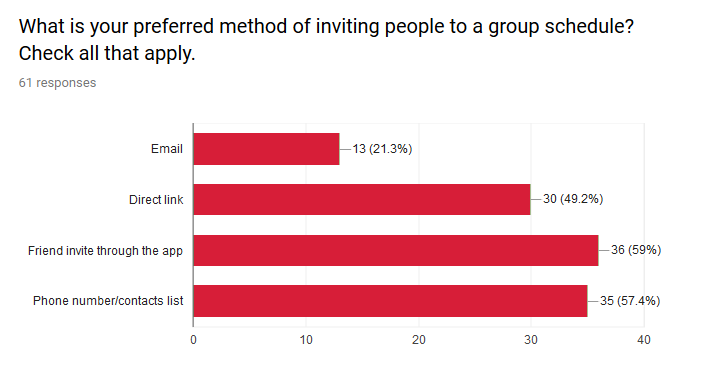 What is your preferred method of inviting people to a group schedule?
Check all that apply.
61 responses
Email
13 (21.3%)
Direct link
30 (49.2%)
Friend invite through the app
36 (59%)
Phone number/contacts list
35 (57.4%)
0 10 20 30 40